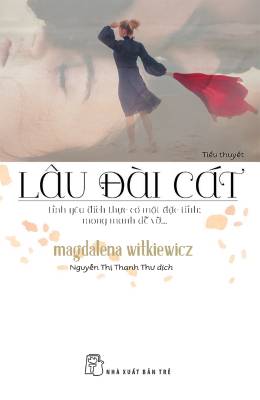 Tiểu thuyết
LÂU ĐÀI CÁT
Tình yêu đích thực có một đặc tính:
mong manh dễ vỡ...
magdalena witkiewicz
Nguyễn Thị Thanh Thư dịch
NHÀ XUẤT BẢN TRẺ